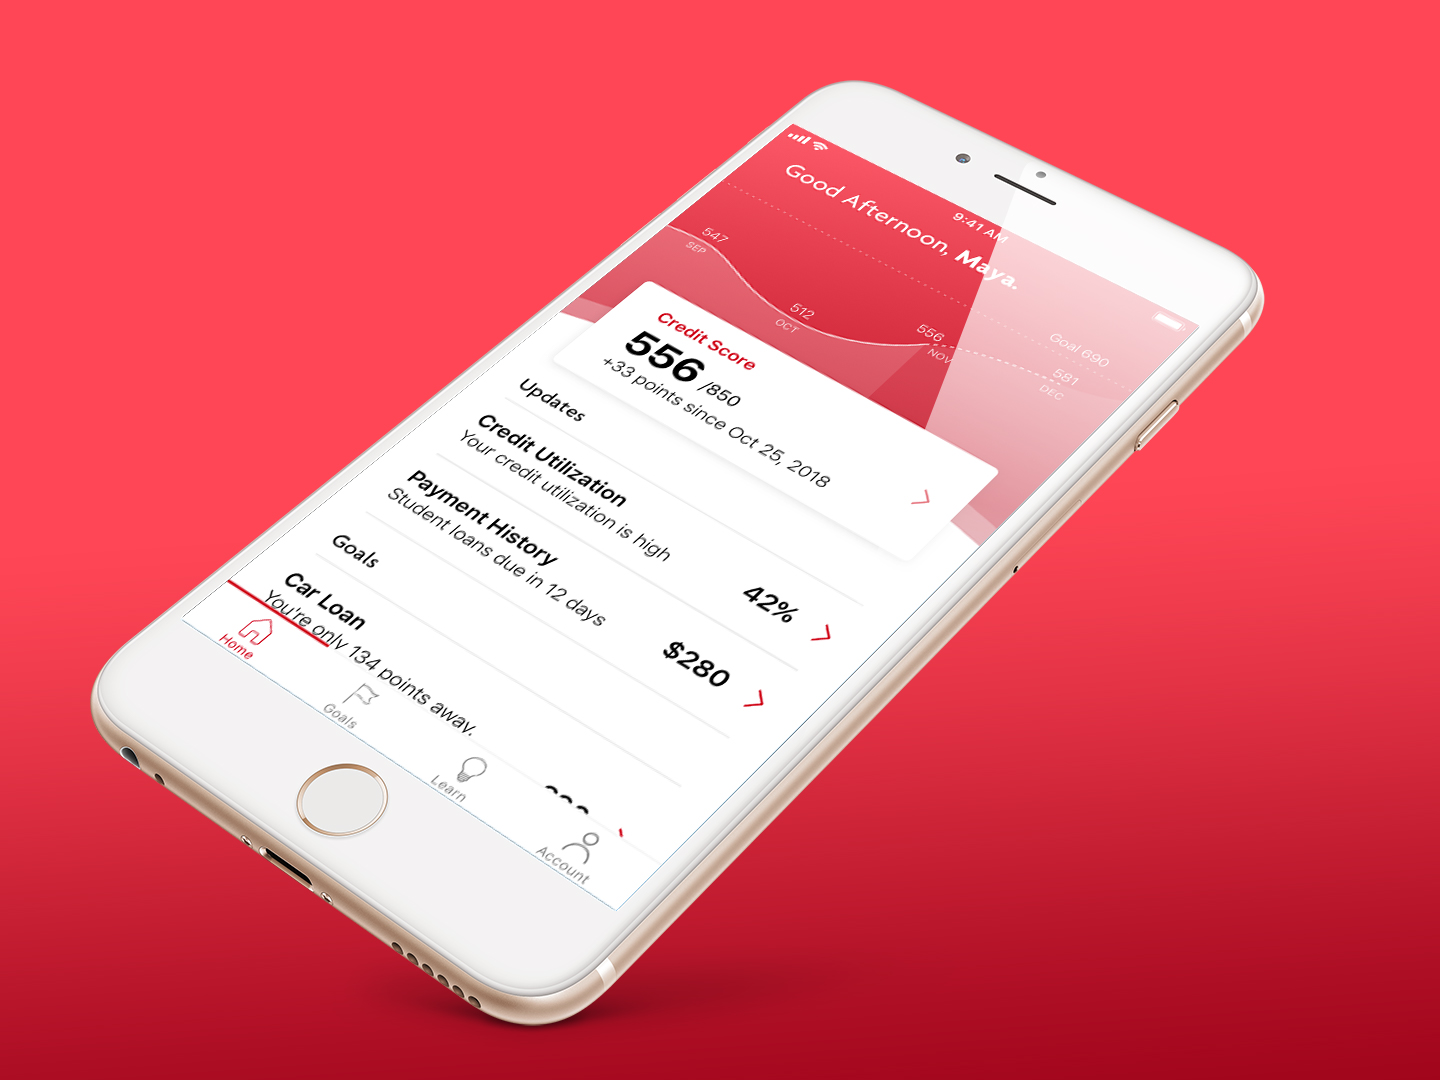 9:41 AM
Good Afternoon, Maya.
Goal 690
547
SEP
512
OCT
556
NOV
581
DEC
Credit Score
556 /850
+33 points since Oct 25, 2018
Updates
Credit Utilization
Your credit utilization is high
42%
Payment History
Student loans due in 12 days
$280
Goals
Car Loan
You're only 134 points away.
Home
Goals
Learn
Account